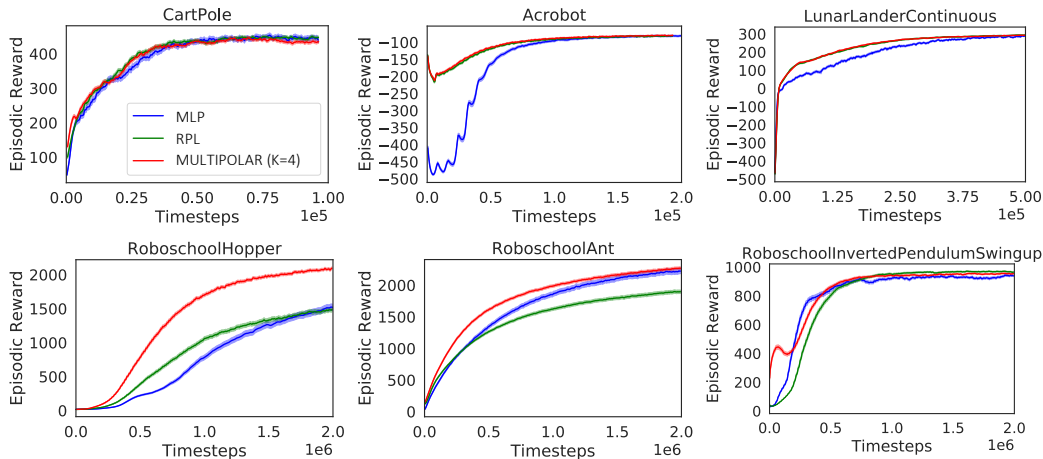 CartPole
Episodic Reward
400
300
200
100
MLP
RPL
MULTIPOLAR (K=4)
0.00 0.25 0.50 0.75 1.00
Timesteps
1e5
Acrobot
Episodic Reward
−100
−150
−200
−250
−300
−350
−400
−450
−500
0.0 0.5 1.0 1.5 2.0
Timesteps
1e5
LunarLanderContinuous
Episodic Reward
300
200
100
0
−100
−200
−300
−400
−500
0.00 1.25 2.50 3.75 5.00
Timesteps
1e5
RoboschoolHopper
Episodic Reward
2000
1500
1000
500
0
0.0 0.5 1.0 1.5 2.0
Timesteps
1e6
RoboschoolAnt
Episodic Reward
2000
1500
1000
500
0
0.0 0.5 1.0 1.5 2.0
Timesteps
1e6
RoboschoolInvertedPendulumSwingup
Episodic Reward
1000
800
600
400
200
0
0.0 0.5 1.0 1.5 2.0
Timesteps
1e6